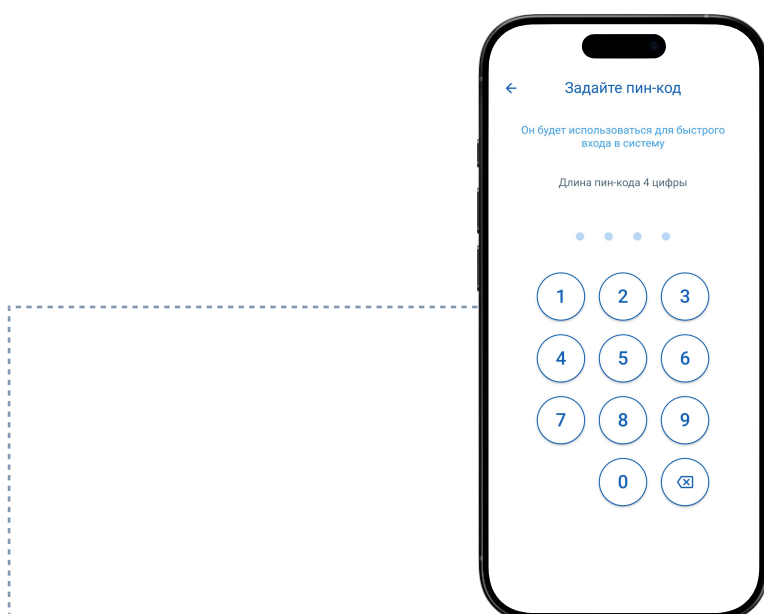 Задайте пин-код
Он будет использоваться для быстрого
входа в систему
Длина пин-кода 4 цифры
1 2 3
4 5 6
7 8 9
0